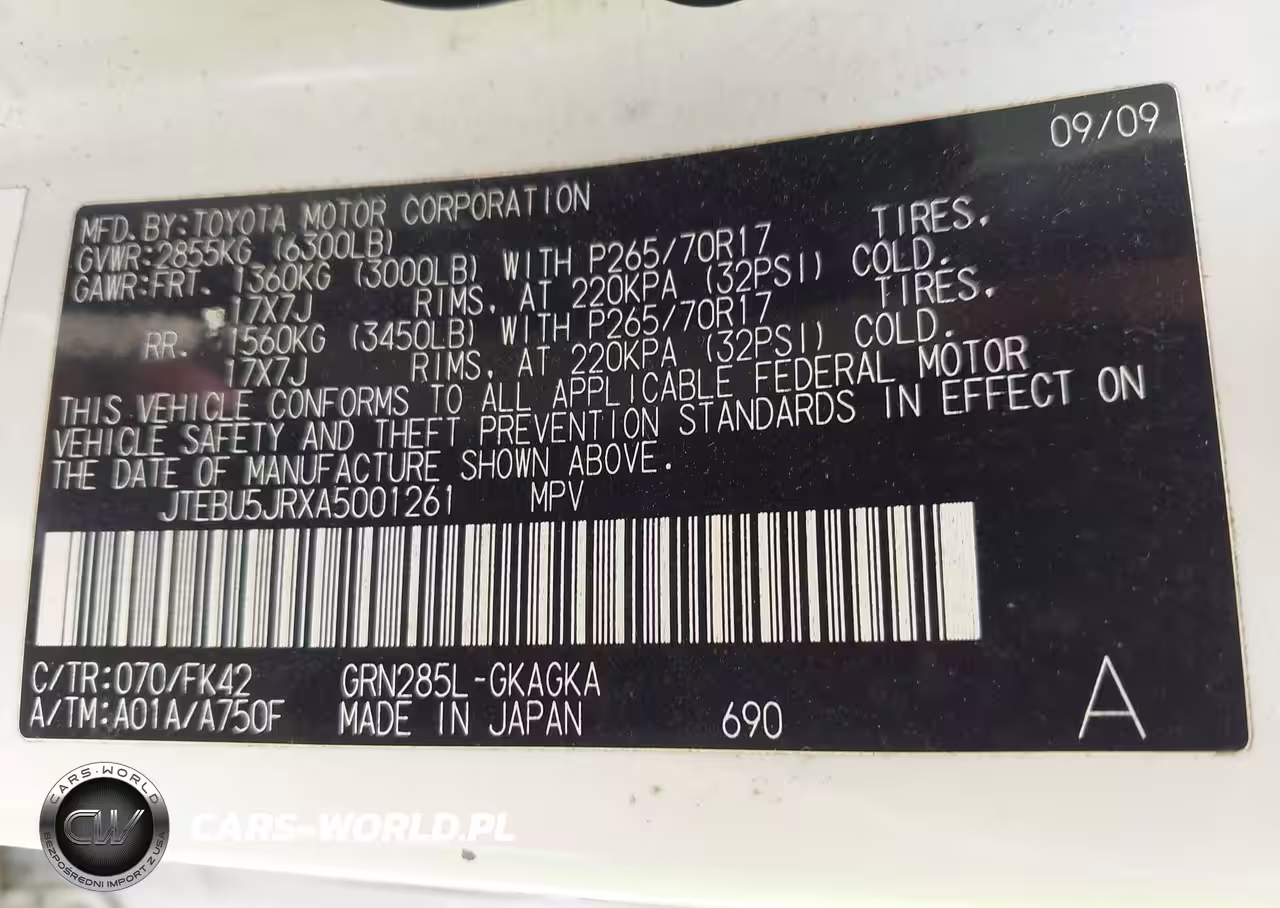 09/09
MFD. BY: TOYOTA MOTOR CORPORATION
GVWR: 2855KG (6300LB)
GAWR: FRT. 1360KG (3000LB) WITH P265/70R17 TIRES,
17X7J RIMS, AT 220KPA (32PSI) COLD.
RR. 1560KG (3450LB) WITH P265/70R17 TIRES,
17X7J RIMS, AT 220KPA (32PSI) COLD.
THIS VEHICLE CONFORMS TO ALL APPLICABLE FEDERAL MOTOR
VEHICLE SAFETY AND THEFT PREVENTION STANDARDS IN EFFECT ON
THE DATE OF MANUFACTURE SHOWN ABOVE.
JTEBU5JRXA5001261 MPV
C/TR:070/FK42 GRN285L-GKAGKA
A/TM:A01A/A750F MADE IN JAPAN 690 A
CARS-WORLD
CW
BEZPOŚREDNI IMPORT Z USA
CARS-WORLD.PL